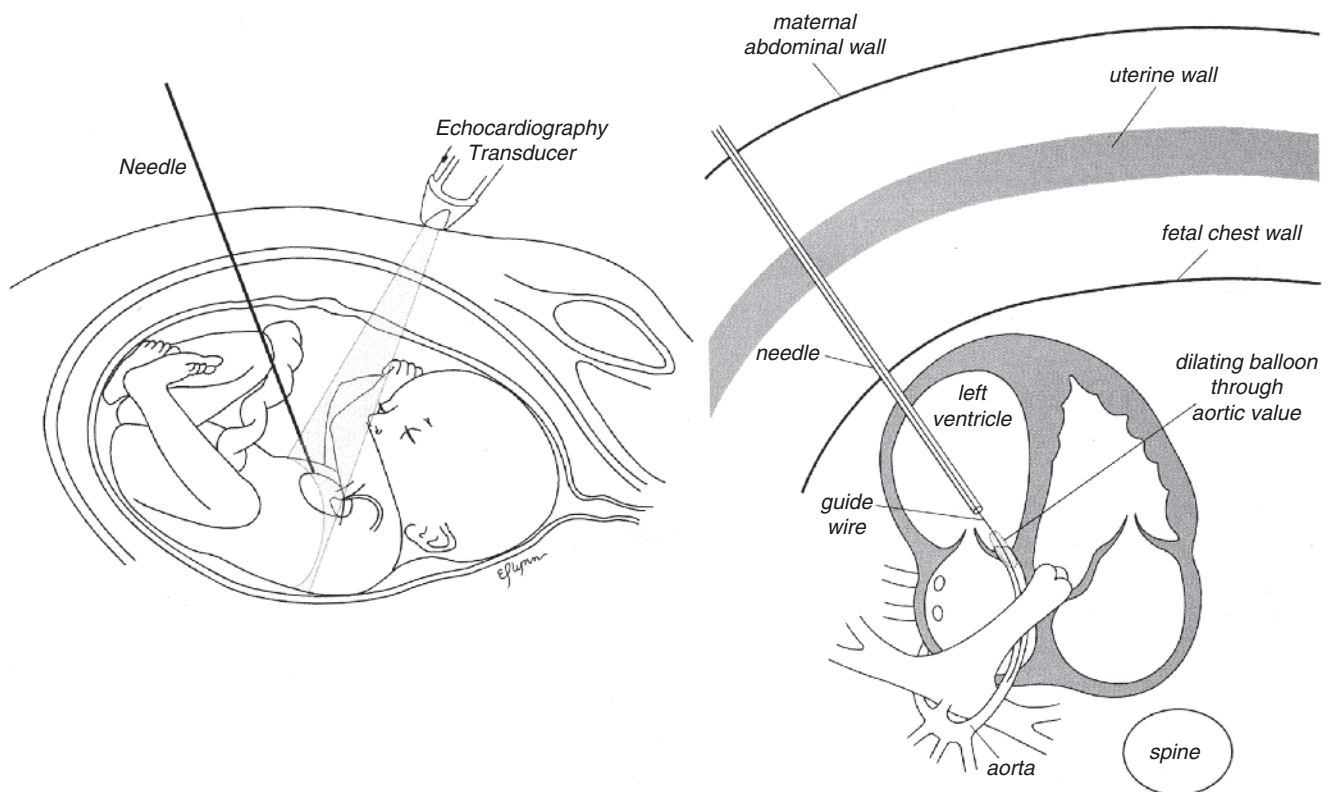 Needle
Echocardiography
Transducer
maternal
abdominal wall
uterine wall
fetal chest wall
needle
left
ventricle
dilating balloon
through
aortic value
guide
wire
aorta
spine